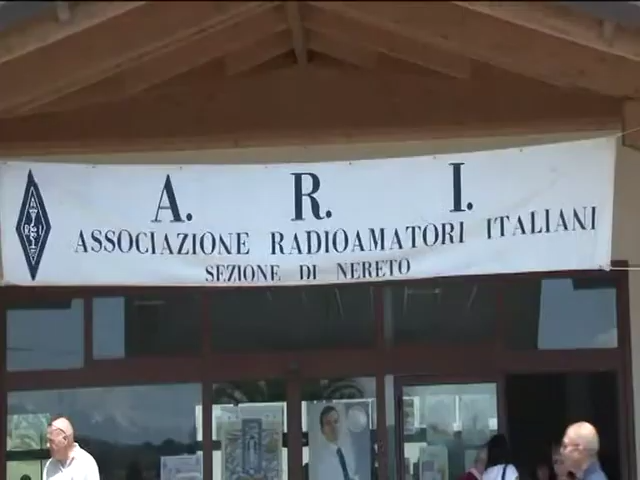 A. R. I.
ASSOCIAZIONE RADIOAMATORI ITALIANI
SEZIONE DI NERETO